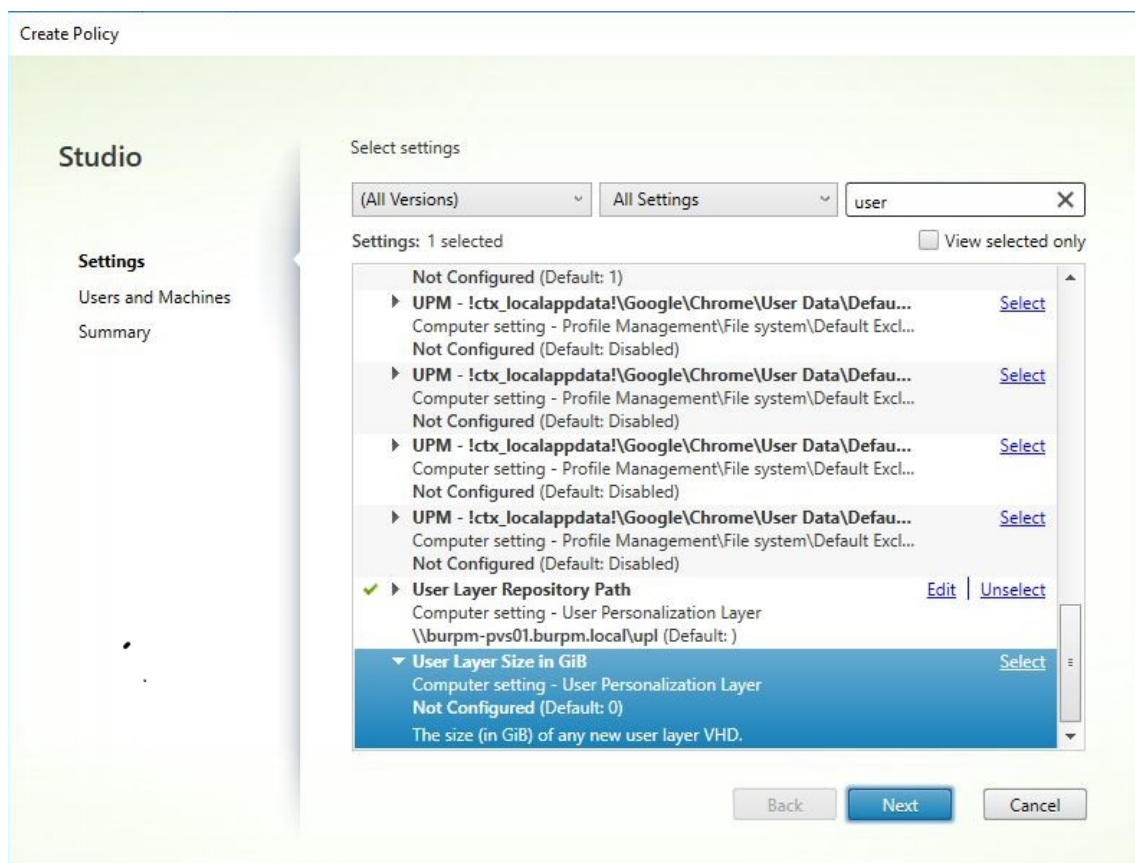 Create Policy
Studio
Settings
Users and Machines
Summary
Select settings
(All Versions)
All Settings
user
Settings: 1 selected
View selected only
Not Configured (Default: 1)
UPM - !ctx_localappdata!\Google\Chrome\User Data\Defau... Select
Computer setting - Profile Management\File system\Default Excl...
Not Configured (Default: Disabled)
UPM - !ctx_localappdata!\Google\Chrome\User Data\Defau... Select
Computer setting - Profile Management\File system\Default Excl...
Not Configured (Default: Disabled)
UPM - !ctx_localappdata!\Google\Chrome\User Data\Defau... Select
Computer setting - Profile Management\File system\Default Excl...
Not Configured (Default: Disabled)
UPM - !ctx_localappdata!\Google\Chrome\User Data\Defau... Select
Computer setting - Profile Management\File system\Default Excl...
Not Configured (Default: Disabled)
User Layer Repository Path Edit | Unselect
Computer setting - User Personalization Layer
\\burpm-pvs01.burpm.local\upl (Default: )
User Layer Size in GiB Select
Computer setting - User Personalization Layer
Not Configured (Default: 0)
The size (in GiB) of any new user layer VHD.
Back
Next
Cancel